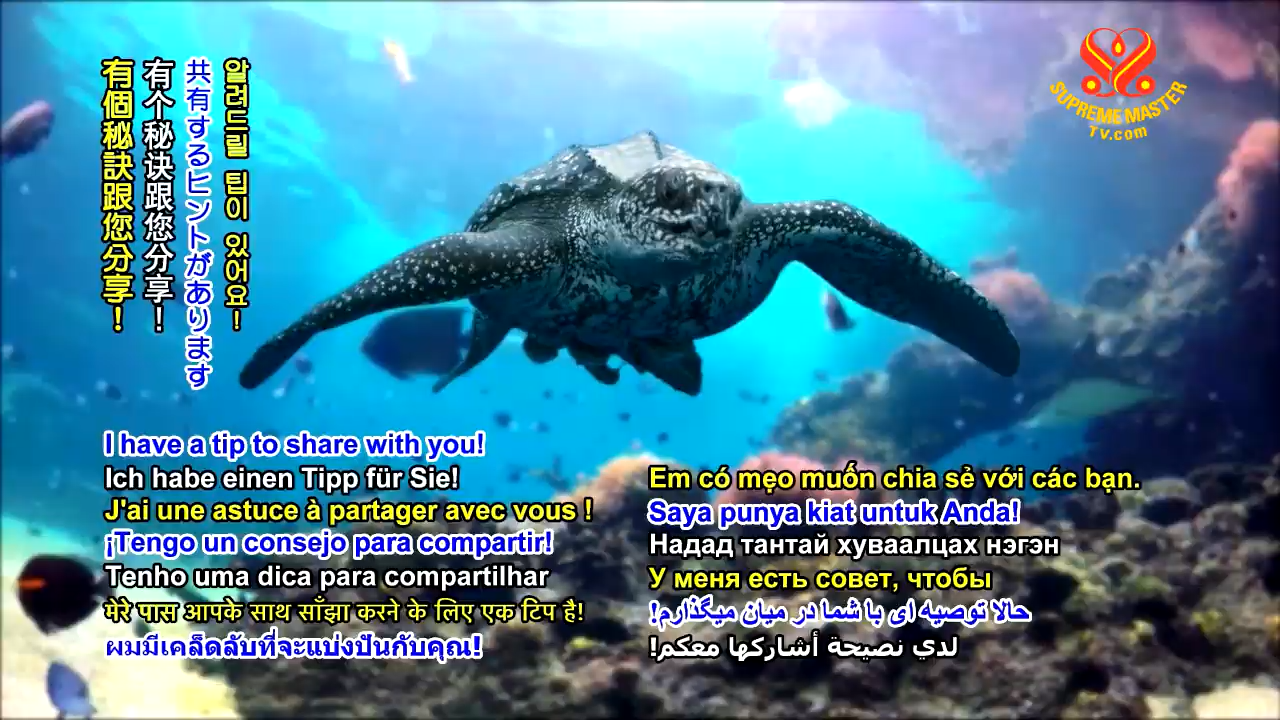 有個秘訣跟您分享！
有个秘诀跟您分享！
共有するヒントがあります
알려드릴 팁이 있어요!
SUPREME MASTER
TV.com
I have a tip to share with you!
Ich habe einen Tipp für Sie!
J'ai une astuce à partager avec vous !
¡Tengo un consejo para compartir!
Tenho uma dica para compartilhar
मेरे पास आपके साथ साँझा करने के लिए एक टिप है!
ผมมีเคล็ดลับที่จะแบ่งปันกับคุณ!
Em có mẹo muốn chia sẻ với các bạn.
Saya punya kiat untuk Anda!
Надад тантай хуваалцах нэгэн
У меня есть совет, чтобы
حالا توصیه ای با شما در میان میگذارم!
لدي نصيحة أشاركها معكم!